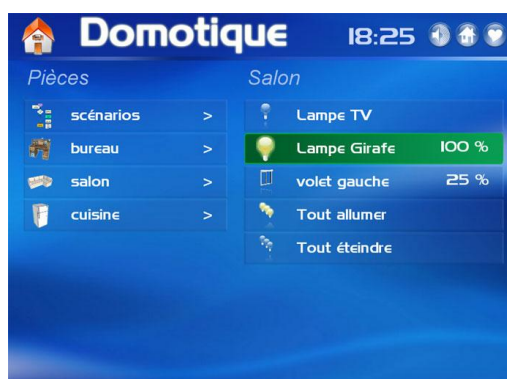 Domotique 18:25
Pièces
scénarios >
bureau >
salon >
cuisine >
Salon
Lampe TV
Lampe Girafe 100 %
volet gauche 25 %
Tout allumer
Tout éteindre